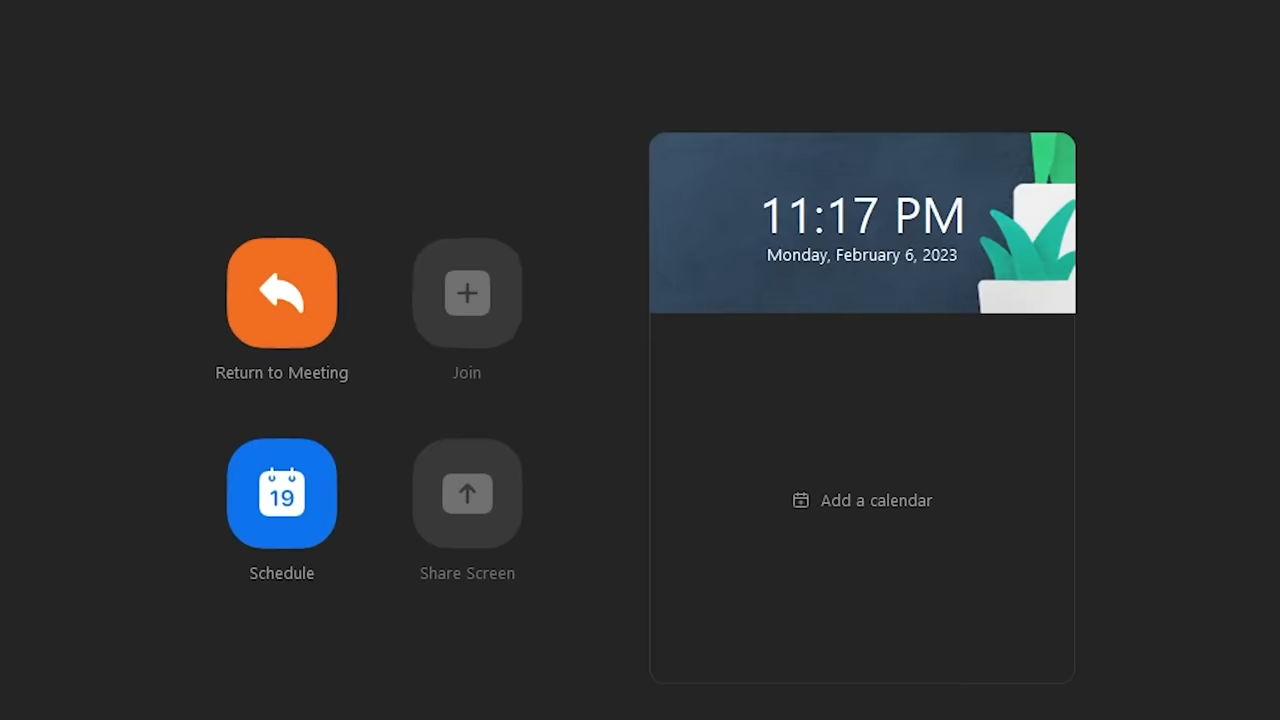 11:17 PM
Monday, February 6, 2023
Return to Meeting
Join
19
Schedule
Share Screen
Add a calendar